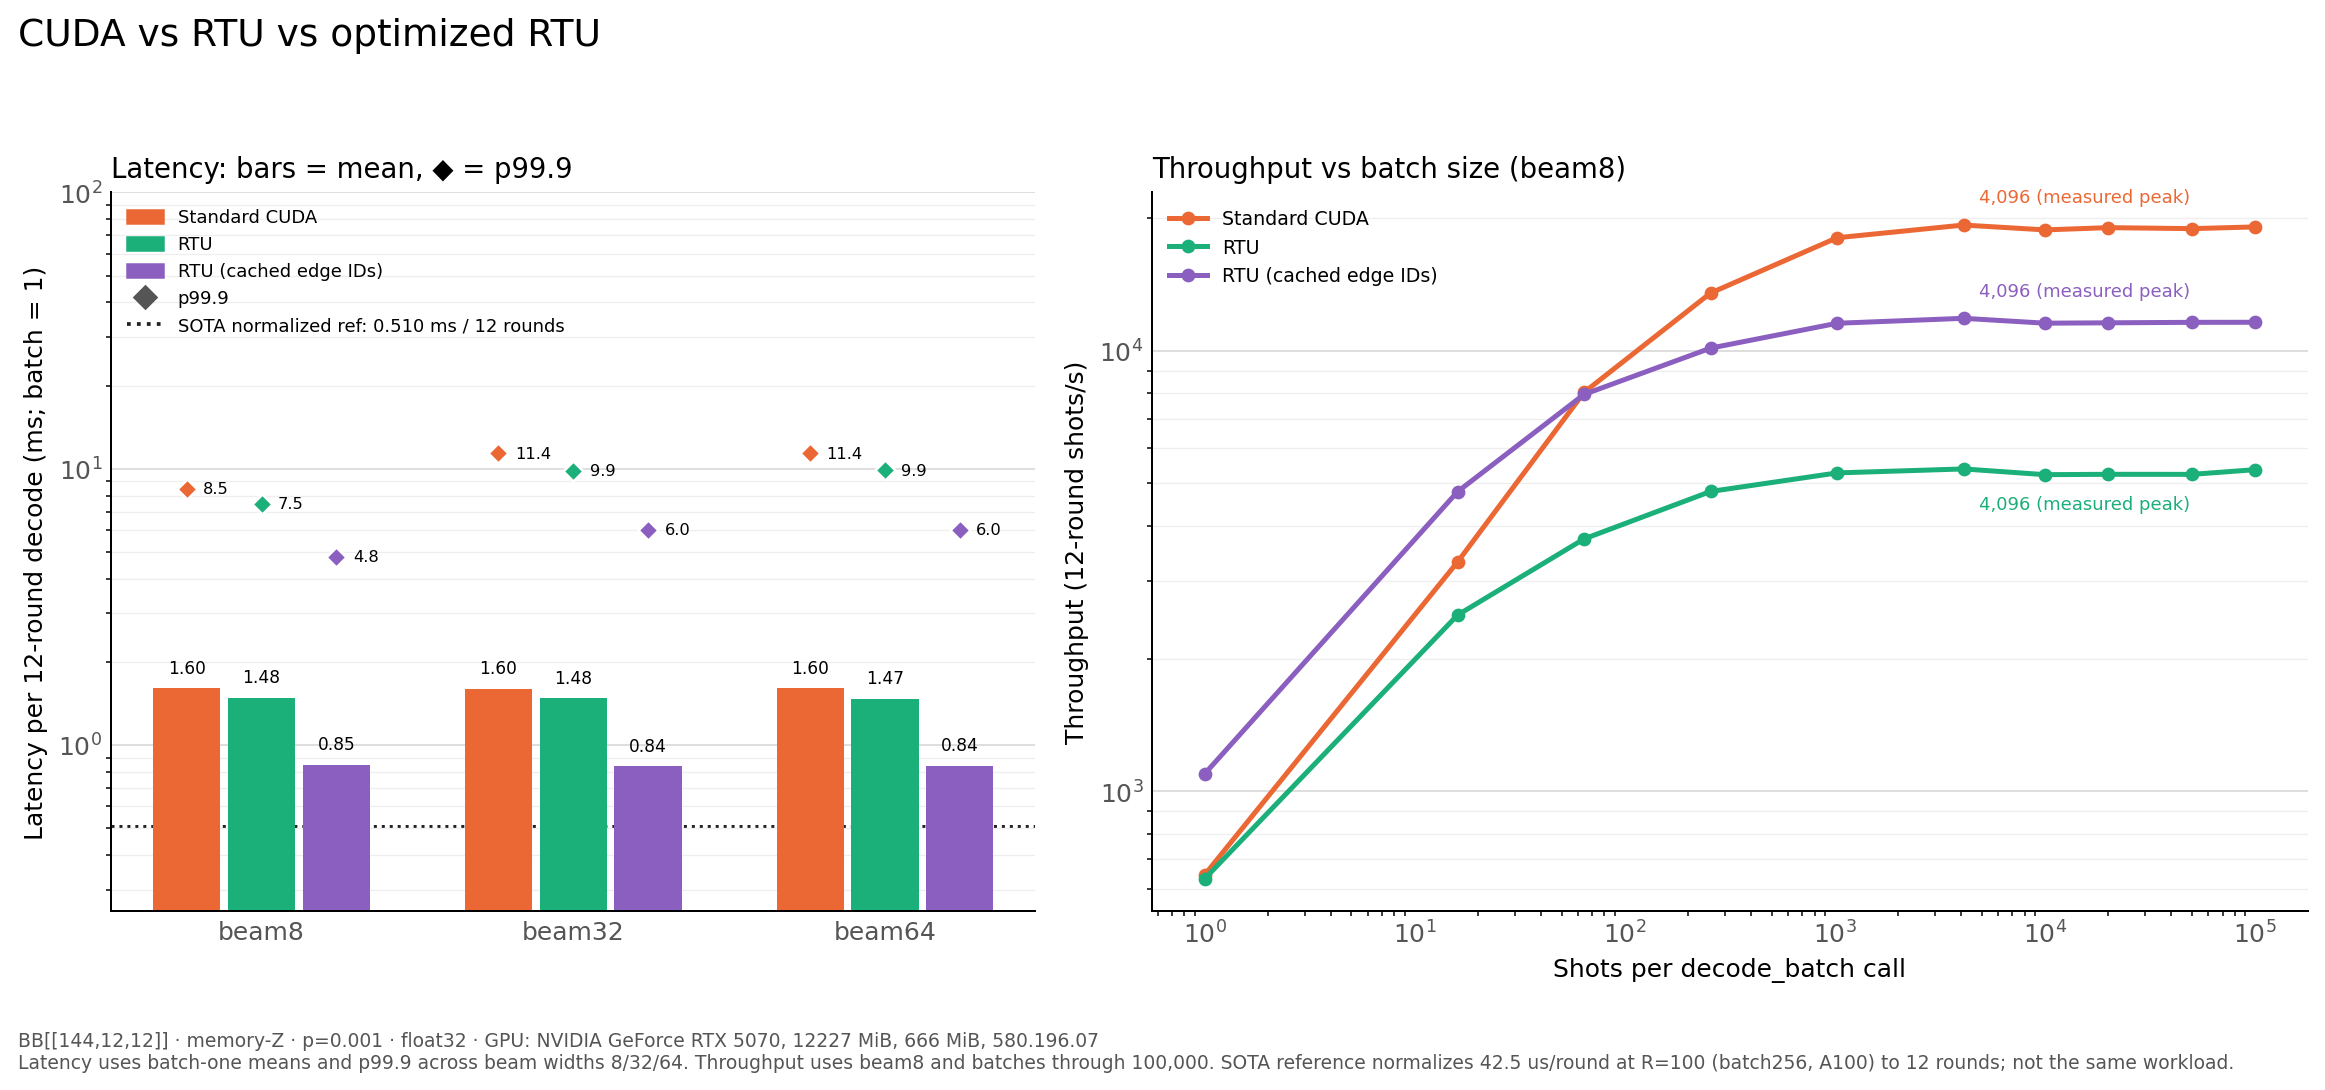 CUDA vs RTU vs optimized RTU
Latency: bars = mean, ◆ = p99.9
Latency per 12-round decode (ms; batch = 1)
10²
10¹
10⁰
Standard CUDA
RTU
RTU (cached edge IDs)
p99.9
SOTA normalized ref: 0.510 ms / 12 rounds
8.5
7.5
4.8
11.4
9.9
6.0
11.4
9.9
6.0
1.60
1.48
0.85
1.60
1.48
0.84
1.60
1.47
0.84
beam8
beam32
beam64
Throughput vs batch size (beam8)
Throughput (12-round shots/s)
10⁴
10³
Standard CUDA
RTU
RTU (cached edge IDs)
4,096 (measured peak)
4,096 (measured peak)
4,096 (measured peak)
10⁰
10¹
10²
10³
10⁴
10⁵
Shots per decode_batch call
BB[[144,12,12]] · memory-Z · p=0.001 · float32 · GPU: NVIDIA GeForce RTX 5070, 12227 MiB, 666 MiB, 580.196.07
Latency uses batch-one means and p99.9 across beam widths 8/32/64. Throughput uses beam8 and batches through 100,000. SOTA reference normalizes 42.5 us/round at R=100 (batch256, A100) to 12 rounds; not the same workload.